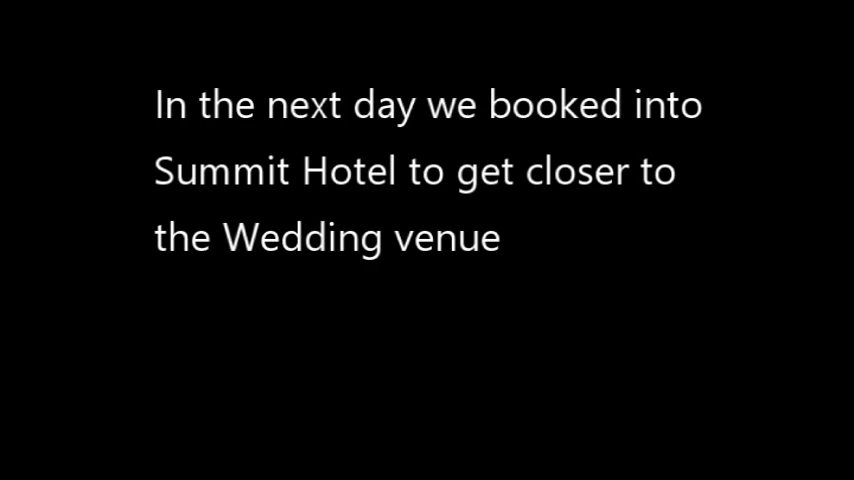 In the next day we booked into
Summit Hotel to get closer to
the Wedding venue